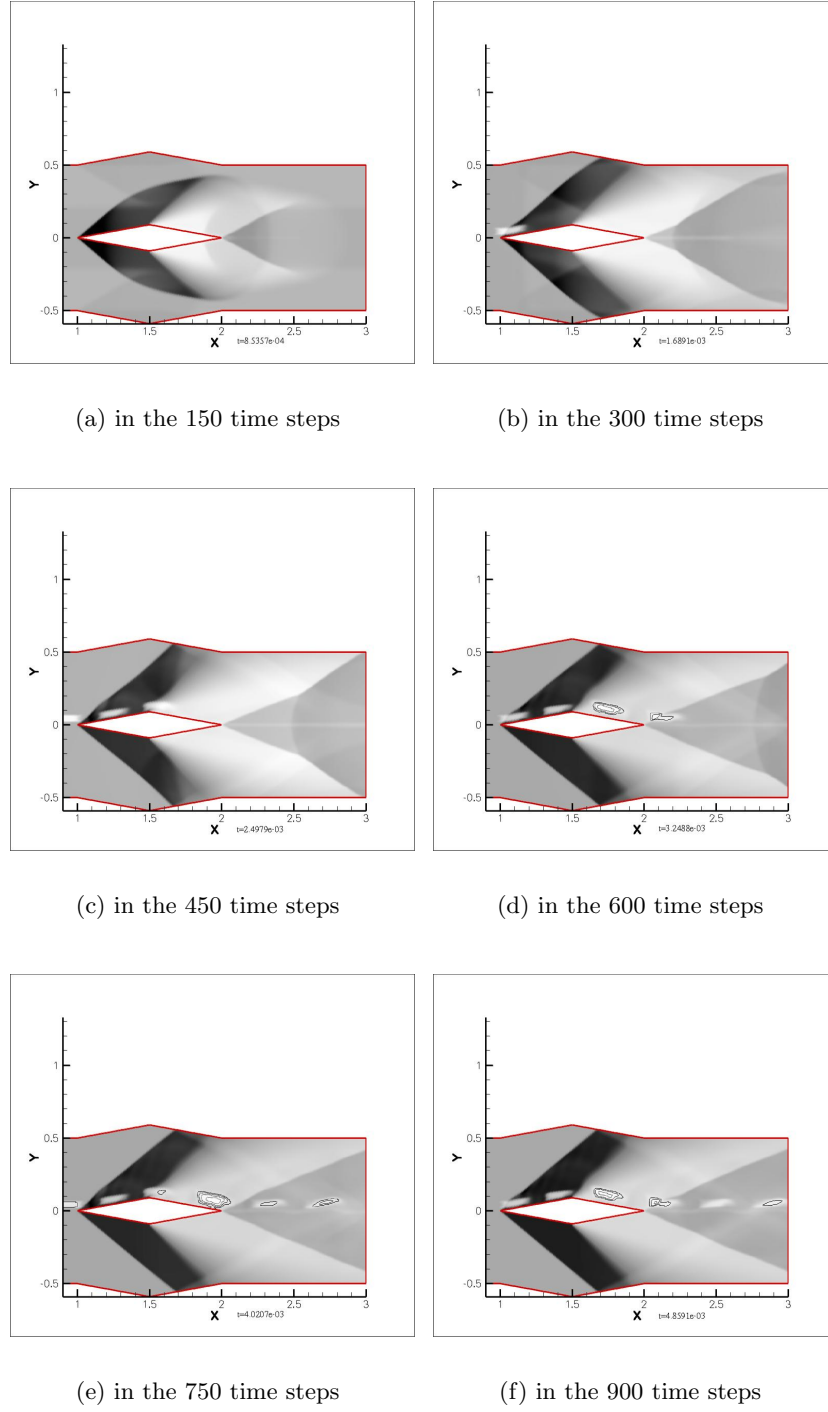 1
0.5
Y
0
-0.5
1 1.5 2 2.5 3
X t=8.5357e-04
1
0.5
Y
0
-0.5
1 1.5 2 2.5 3
X t=1.6891e-03
(a) in the 150 time steps
(b) in the 300 time steps
1
0.5
Y
0
-0.5
1 1.5 2 2.5 3
X t=2.4979e-03
1
0.5
Y
0
-0.5
1 1.5 2 2.5 3
X t=3.2488e-03
(c) in the 450 time steps
(d) in the 600 time steps
1
0.5
Y
0
-0.5
1 1.5 2 2.5 3
X t=4.0207e-03
1
0.5
Y
0
-0.5
1 1.5 2 2.5 3
X t=4.8591e-03
(e) in the 750 time steps
(f) in the 900 time steps